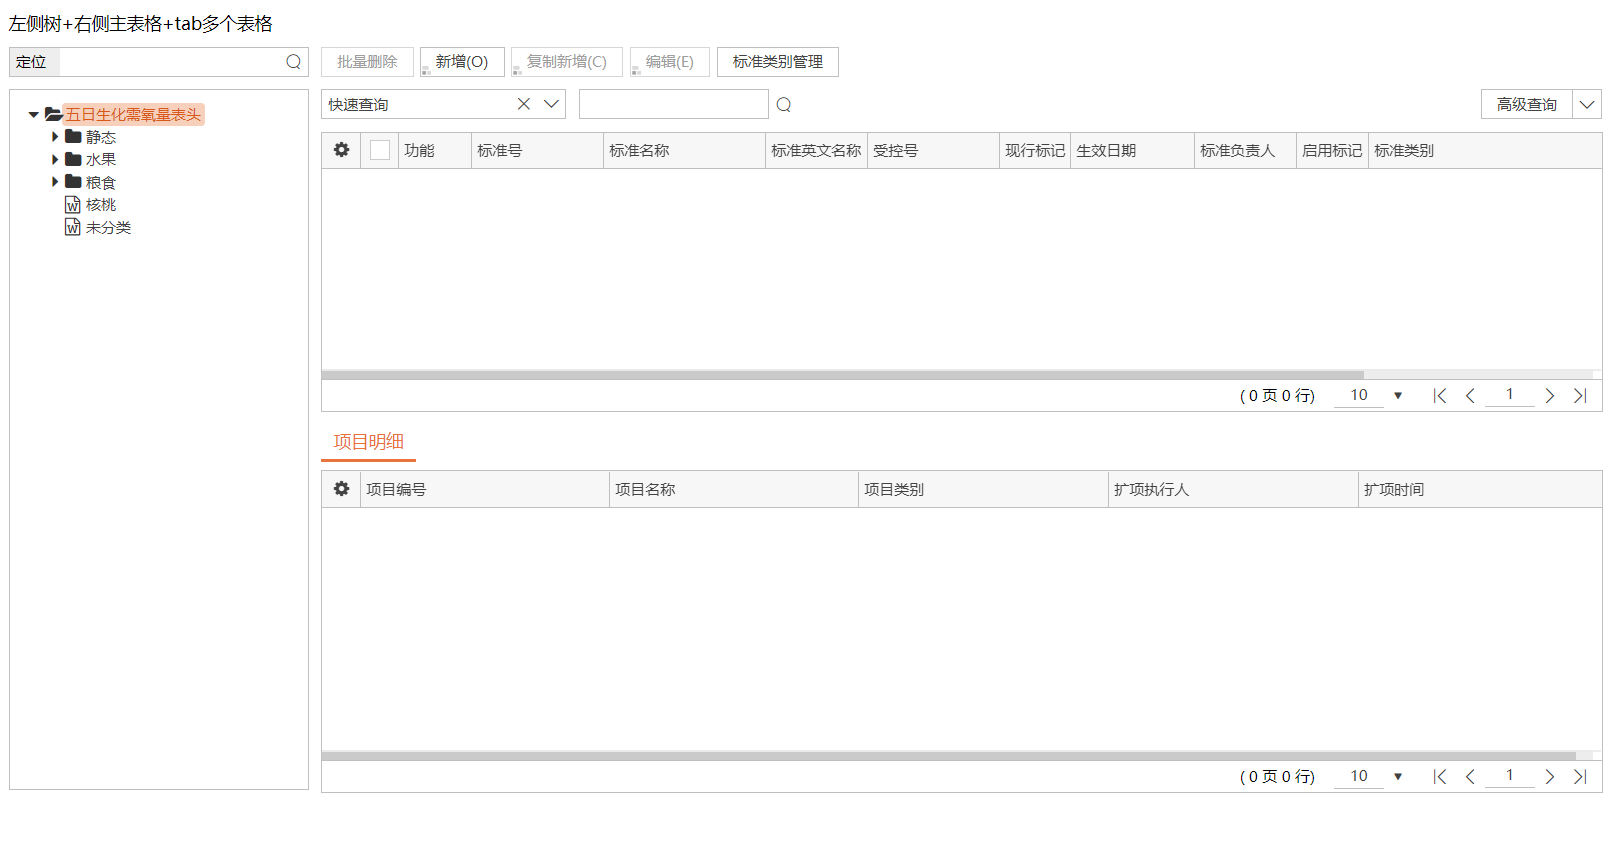 左侧树+右侧主表格+tab多个表格
定位
批量删除 新增(O) 复制新增(C) 编辑(E) 标准类别管理
五日生化需氧量表头
静态
水果
粮食
核桃
未分类
快速查询 高级查询
功能 标准号 标准名称 标准英文名称 受控号 现行标记 生效日期 标准负责人 启用标记 标准类别
( 0 页 0 行) 10 1
项目明细
项目编号 项目名称 项目类别 扩项执行人 扩项时间
( 0 页 0 行) 10 1